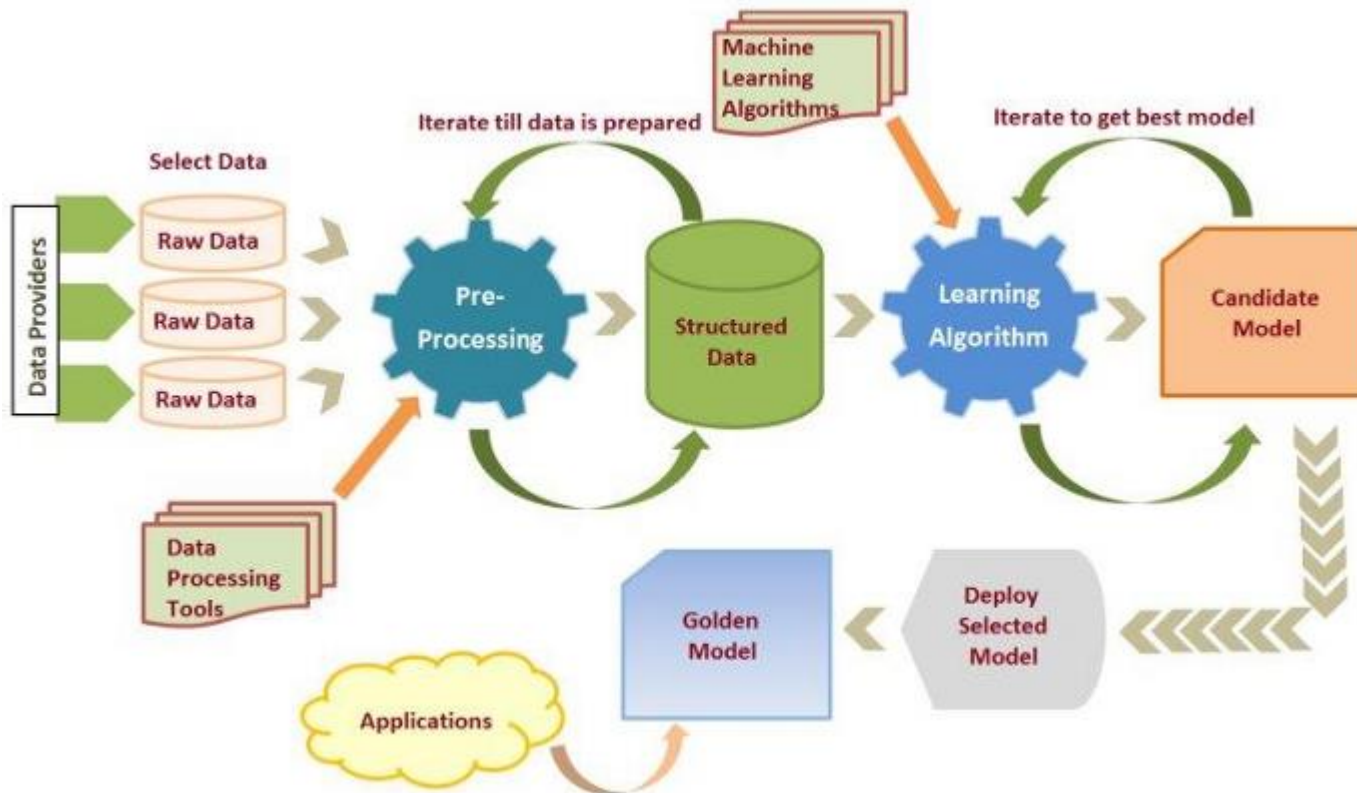 Machine
Learning
Algorithms
Iterate till data is prepared
Iterate to get best model
Select Data
Data Providers
Raw Data
Raw Data
Raw Data
Pre-
Processing
Structured
Data
Learning
Algorithm
Candidate
Model
Data
Processing
Tools
Golden
Model
Deploy
Selected
Model
Applications